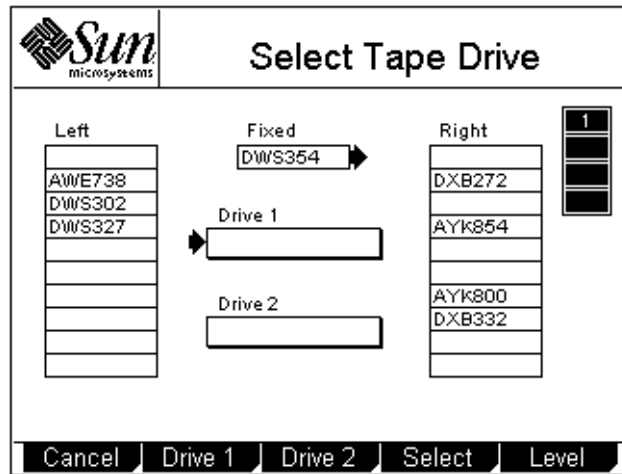 Sun
microsystems
Select Tape Drive
Left
AWE738
DWS302
DWS327
Fixed
DWS354
Drive 1
Drive 2
Right
DXB272
AYK854
AYK800
DXB332
1
Cancel Drive 1 Drive 2 Select Level